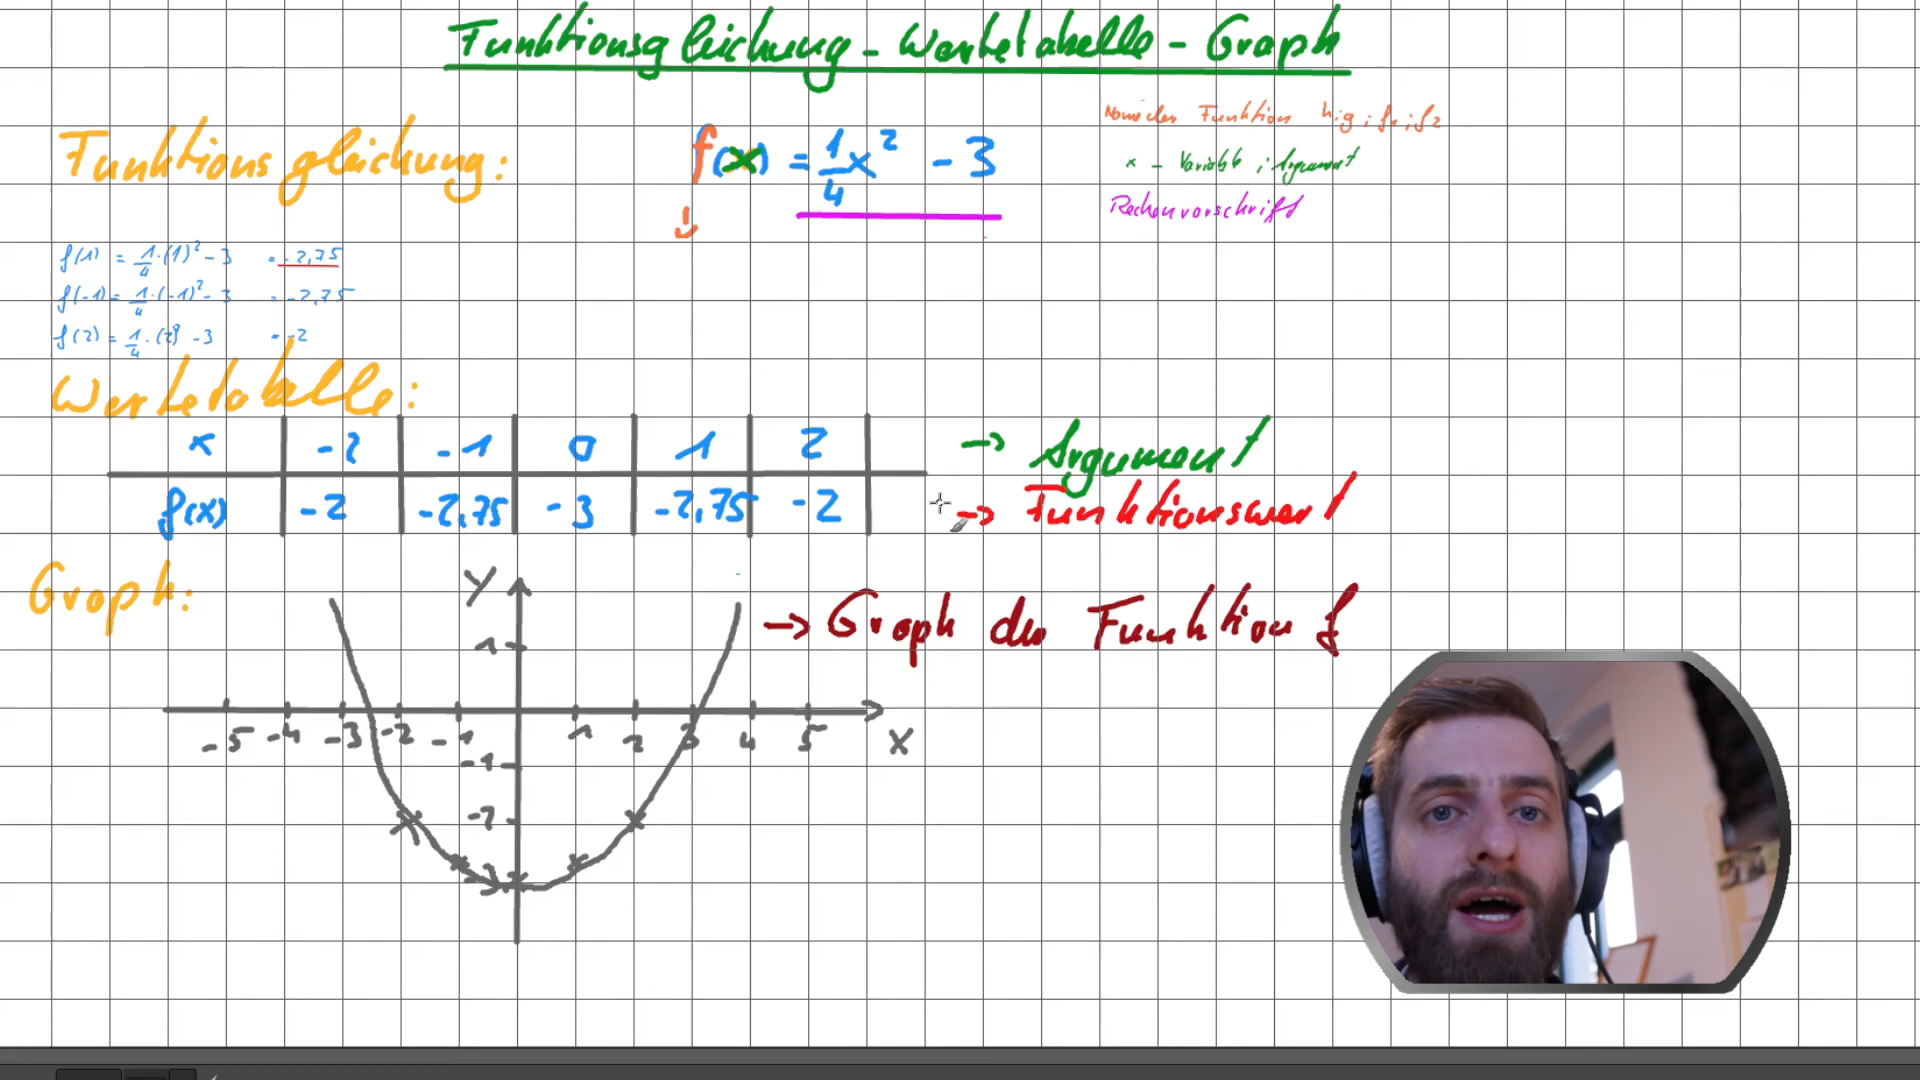 Funktionsgleichung - Wertetabelle - Graph
Funktionsgleichung:
f(x) = 1/4 x² - 3
Name der Funktion h, g, f₁, f₂
x - Variable, Argument
Rechenvorschrift
f(1) = 1/4 · (1)² - 3 = -2,75
f(-1) = 1/4 · (-1)² - 3 = -2,75
f(2) = 1/4 · (2)² - 3 = -2
Wertetabelle:
x -2 -1 0 1 2 -> Argument
f(x) -2 -2,75 -3 -2,75 -2 -> Funktionswert
Graph:
y
-> Graph der Funktion f
1
-5 -4 -3 -2 -1 1 2 3 4 5 x
-1
-2
-3